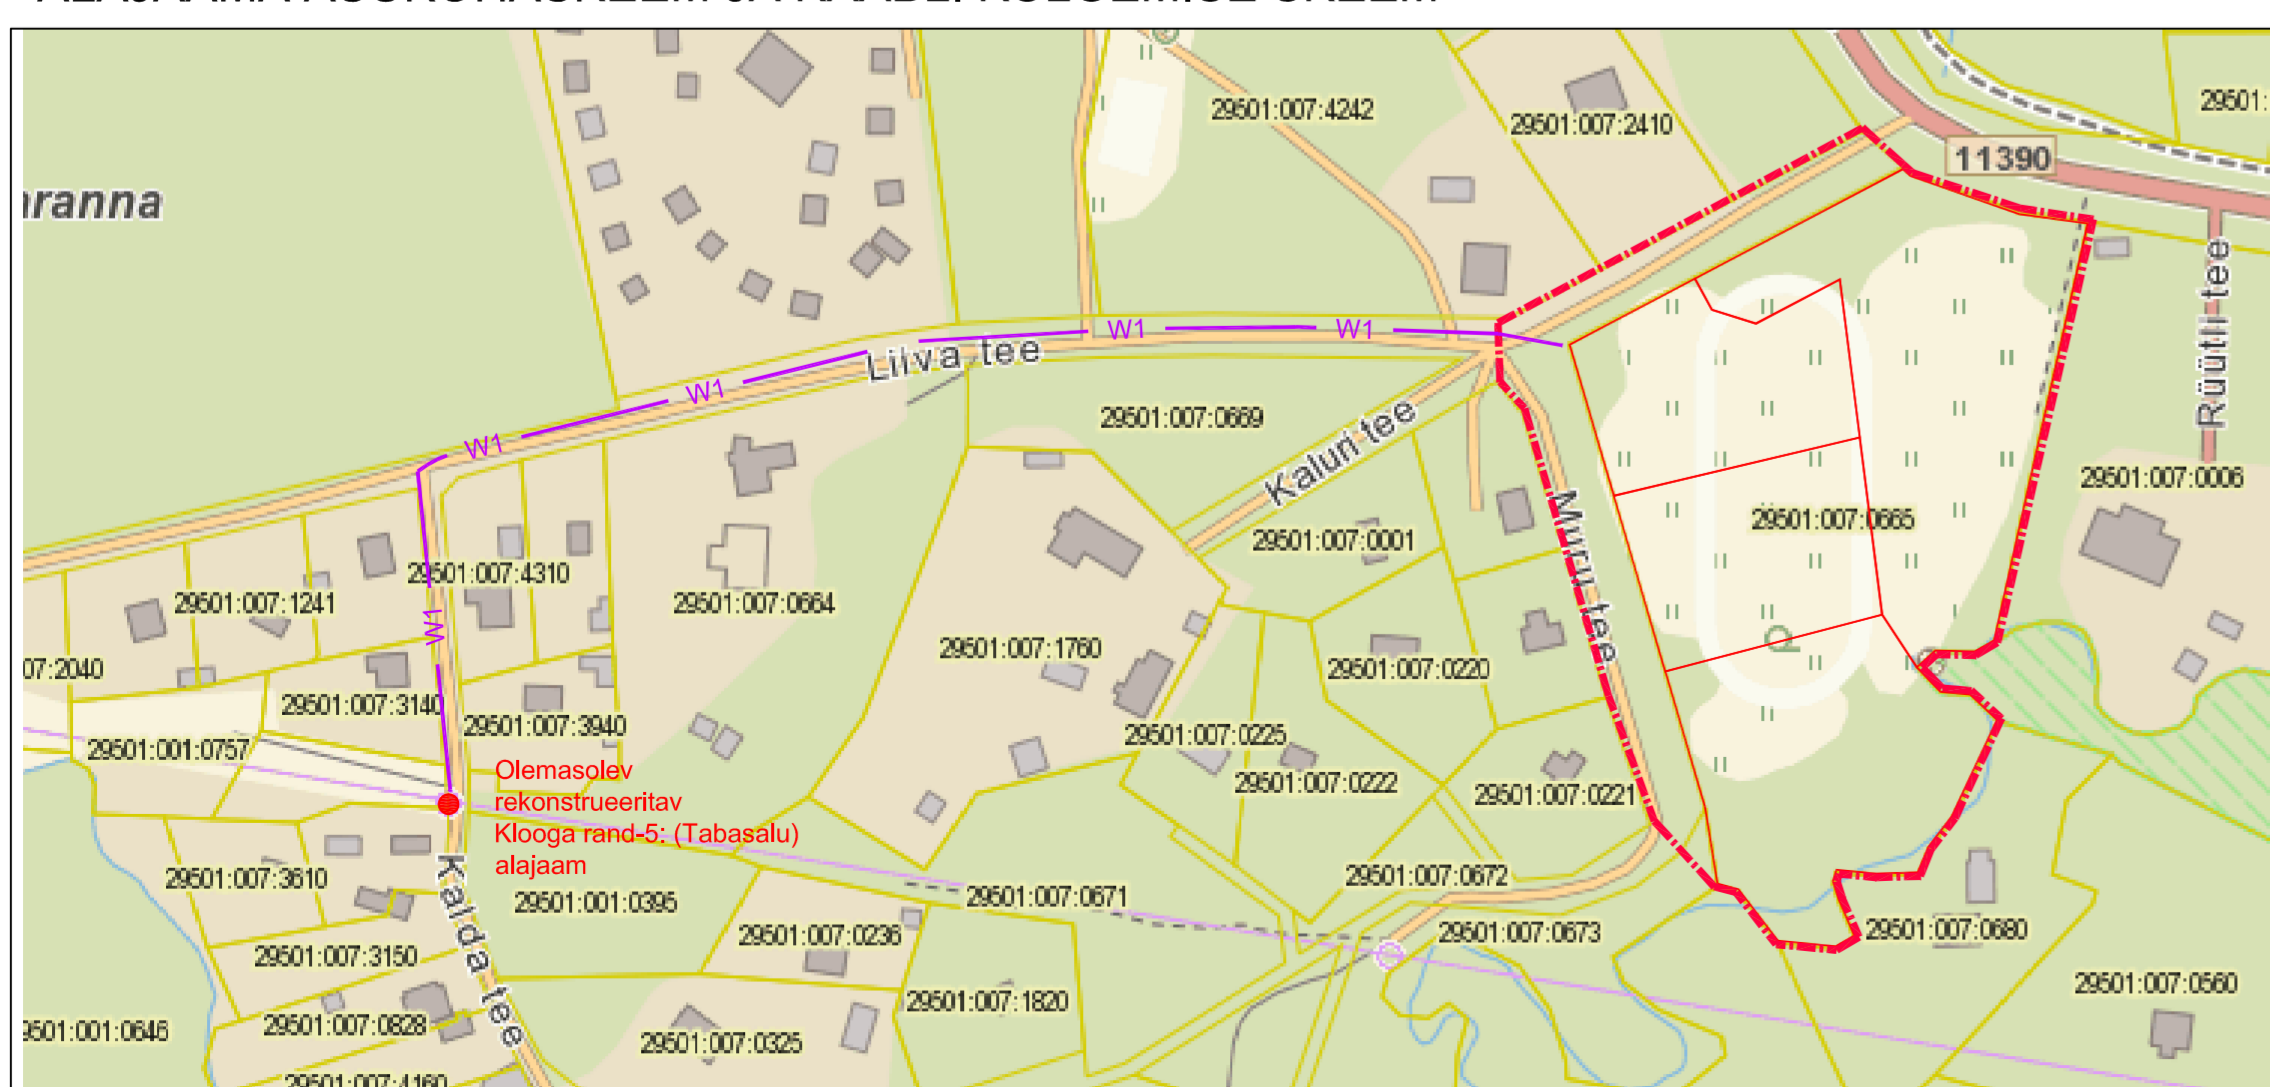 29501:007:4242
29501:007:2410
29501:
11390
Rüütli tee
W1
W1
W1
W1
W1
Liiva tee
Kaluri tee
Muru tee
Kalda tee
29501:007:0669
29501:007:0006
29501:007:0665
29501:007:0001
29501:007:4310
29501:007:1241
29501:007:0664
29501:007:1760
29501:007:0220
07:2040
29501:007:3140
29501:007:3940
29501:001:0757
29501:007:0225
29501:007:0222
29501:007:0221
Olemasolev
rekonstrueeritav
Klooga rand-5: (Tabasalu)
alajaam
29501:007:3610
29501:001:0395
29501:007:0671
29501:007:0672
29501:007:0236
29501:007:0673
29501:007:0680
29501:007:3150
29501:007:1820
29501:007:0560
9501:001:0646
29501:007:0828
29501:007:0325
29501:007:4160